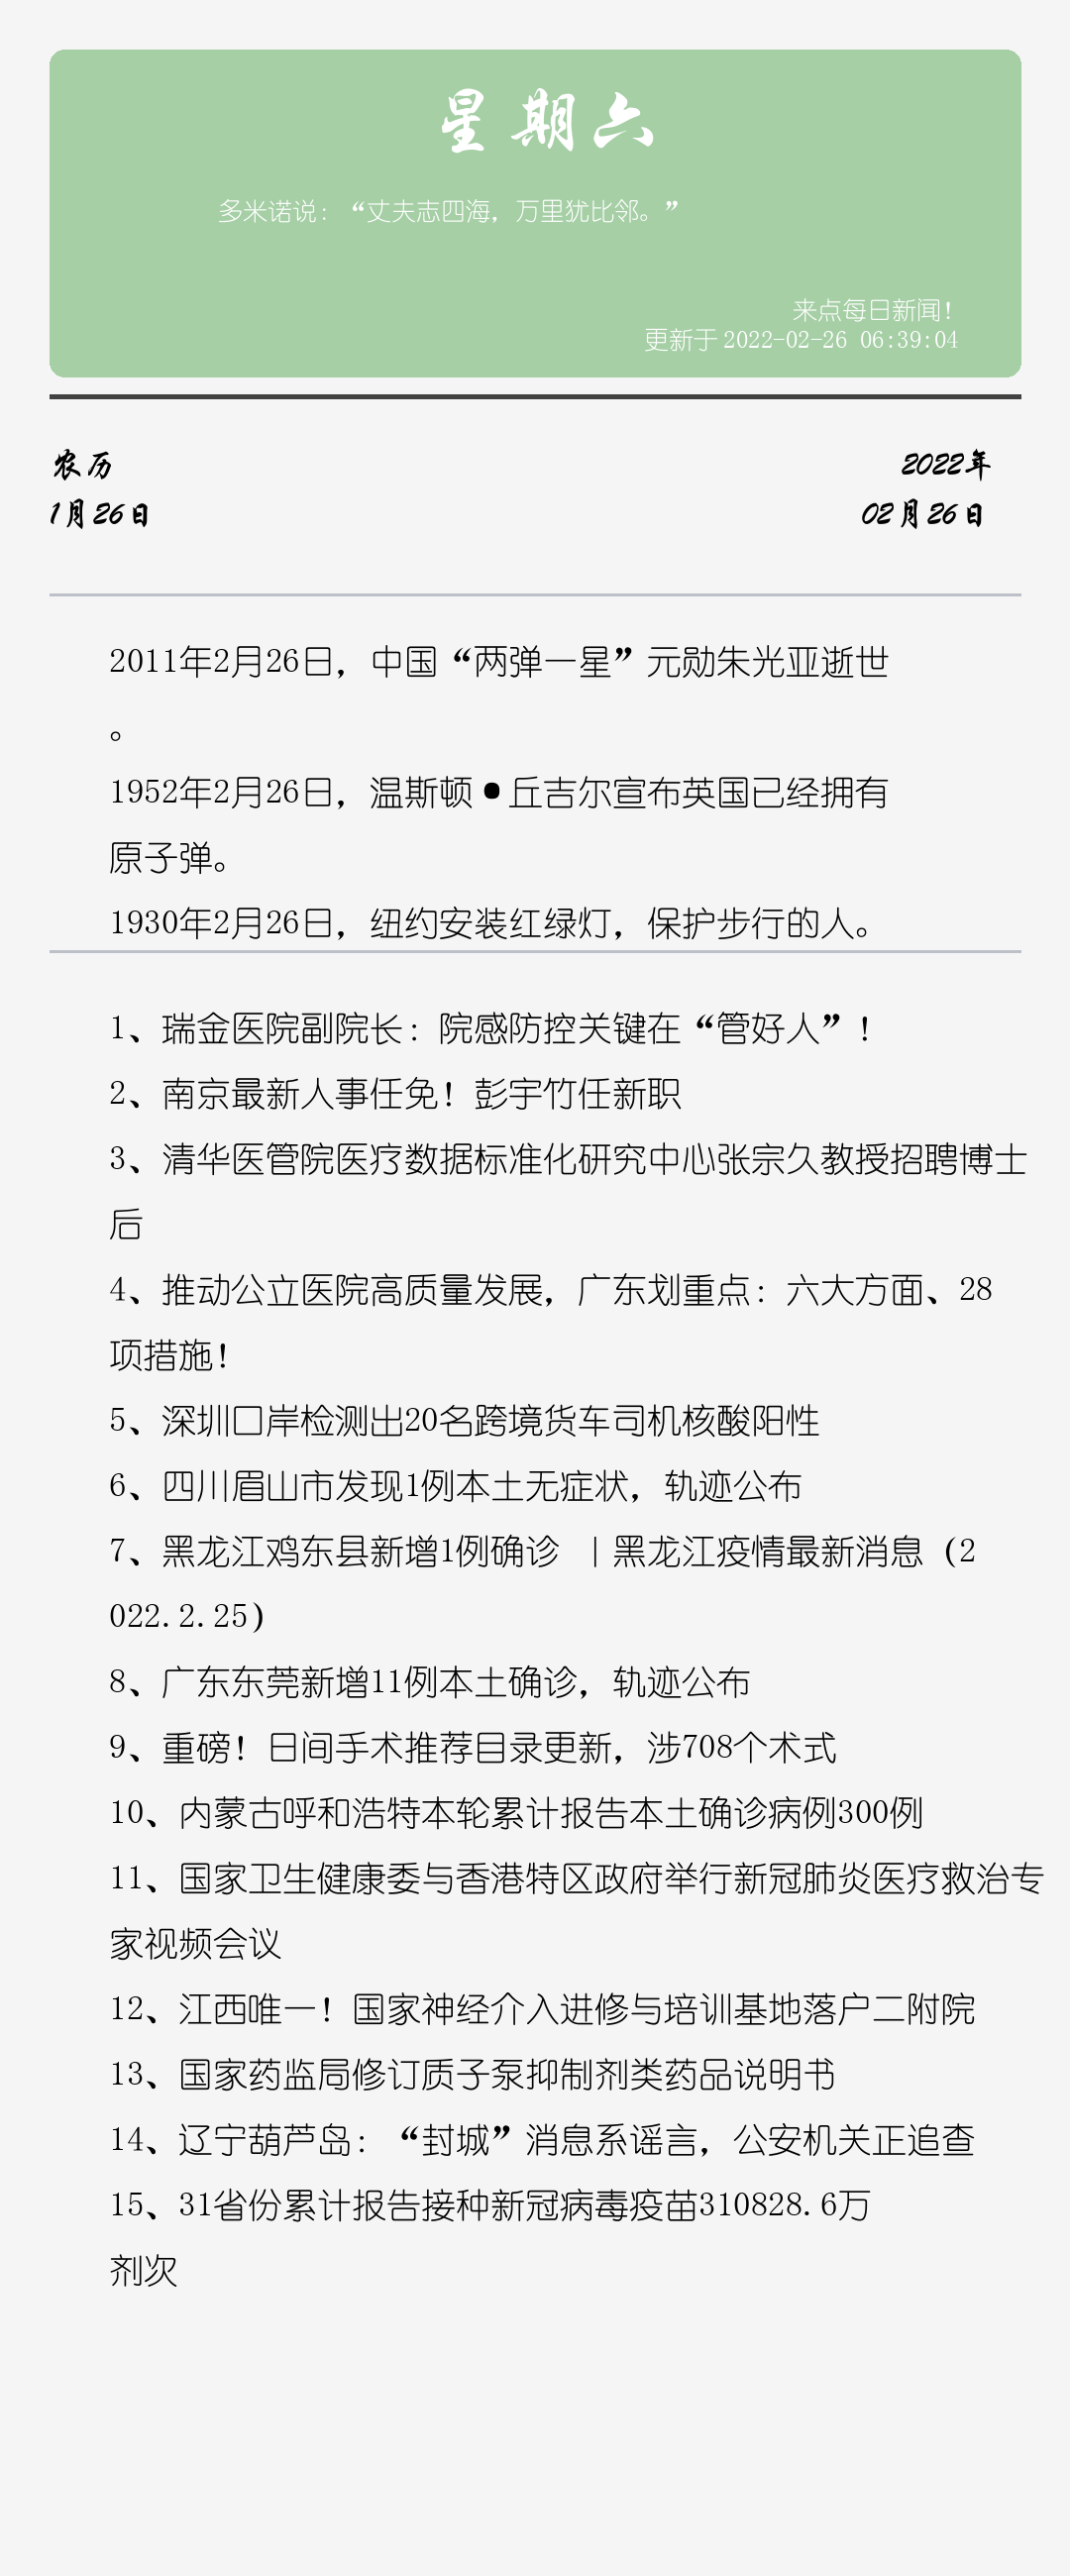 星期六
多米诺说：“丈夫志四海，万里犹比邻。”
来点每日新闻！
更新于 2022-02-26 06:39:04
农历
2022年
1月26日
02月26日
2011年2月26日，中国“两弹一星”元勋朱光亚逝世
。
1952年2月26日，温斯顿•丘吉尔宣布英国已经拥有
原子弹。
1930年2月26日，纽约安装红绿灯，保护步行的人。
1、瑞金医院副院长：院感防控关键在“管好人”！
2、南京最新人事任免！彭宇竹任新职
3、清华医管院医疗数据标准化研究中心张宗久教授招聘博士
后
4、推动公立医院高质量发展，广东划重点：六大方面、28
项措施！
5、深圳口岸检测出20名跨境货车司机核酸阳性
6、四川眉山市发现1例本土无症状，轨迹公布
7、黑龙江鸡东县新增1例确诊 ｜黑龙江疫情最新消息（2
022.2.25）
8、广东东莞新增11例本土确诊，轨迹公布
9、重磅！日间手术推荐目录更新，涉708个术式
10、内蒙古呼和浩特本轮累计报告本土确诊病例300例
11、国家卫生健康委与香港特区政府举行新冠肺炎医疗救治专
家视频会议
12、江西唯一！国家神经介入进修与培训基地落户二附院
13、国家药监局修订质子泵抑制剂类药品说明书
14、辽宁葫芦岛：“封城”消息系谣言，公安机关正追查
15、31省份累计报告接种新冠病毒疫苗310828.6万
剂次